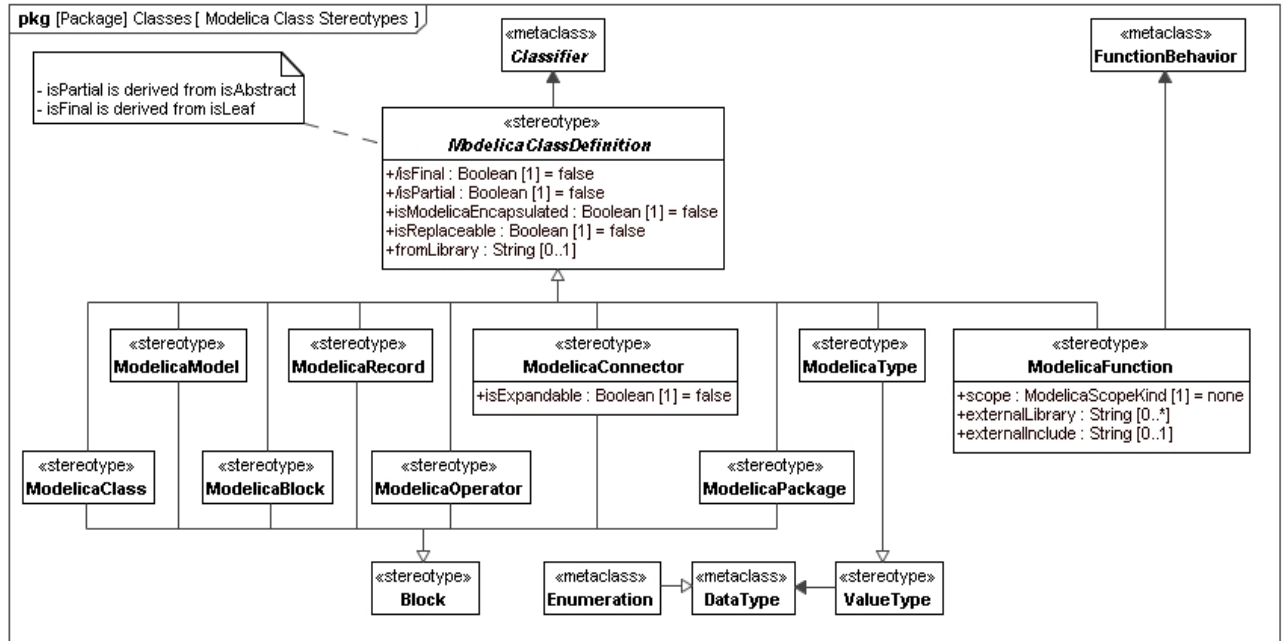 pkg [Package] Classes [ Modelica Class Stereotypes ]
- isPartial is derived from isAbstract
- isFinal is derived from isLeaf
«metaclass»
Classifier
«metaclass»
FunctionBehavior
«stereotype»
ModelicaClassDefinition
+/isFinal : Boolean [1] = false
+/isPartial : Boolean [1] = false
+isModelicaEncapsulated : Boolean [1] = false
+isReplaceable : Boolean [1] = false
+fromLibrary : String [0..1]
«stereotype»
ModelicaModel
«stereotype»
ModelicaRecord
«stereotype»
ModelicaConnector
+isExpandable : Boolean [1] = false
«stereotype»
ModelicaType
«stereotype»
ModelicaFunction
+scope : ModelicaScopeKind [1] = none
+externalLibrary : String [0..*]
+externalInclude : String [0..1]
«stereotype»
ModelicaClass
«stereotype»
ModelicaBlock
«stereotype»
ModelicaOperator
«stereotype»
ModelicaPackage
«stereotype»
Block
«metaclass»
Enumeration
«metaclass»
DataType
«stereotype»
ValueType